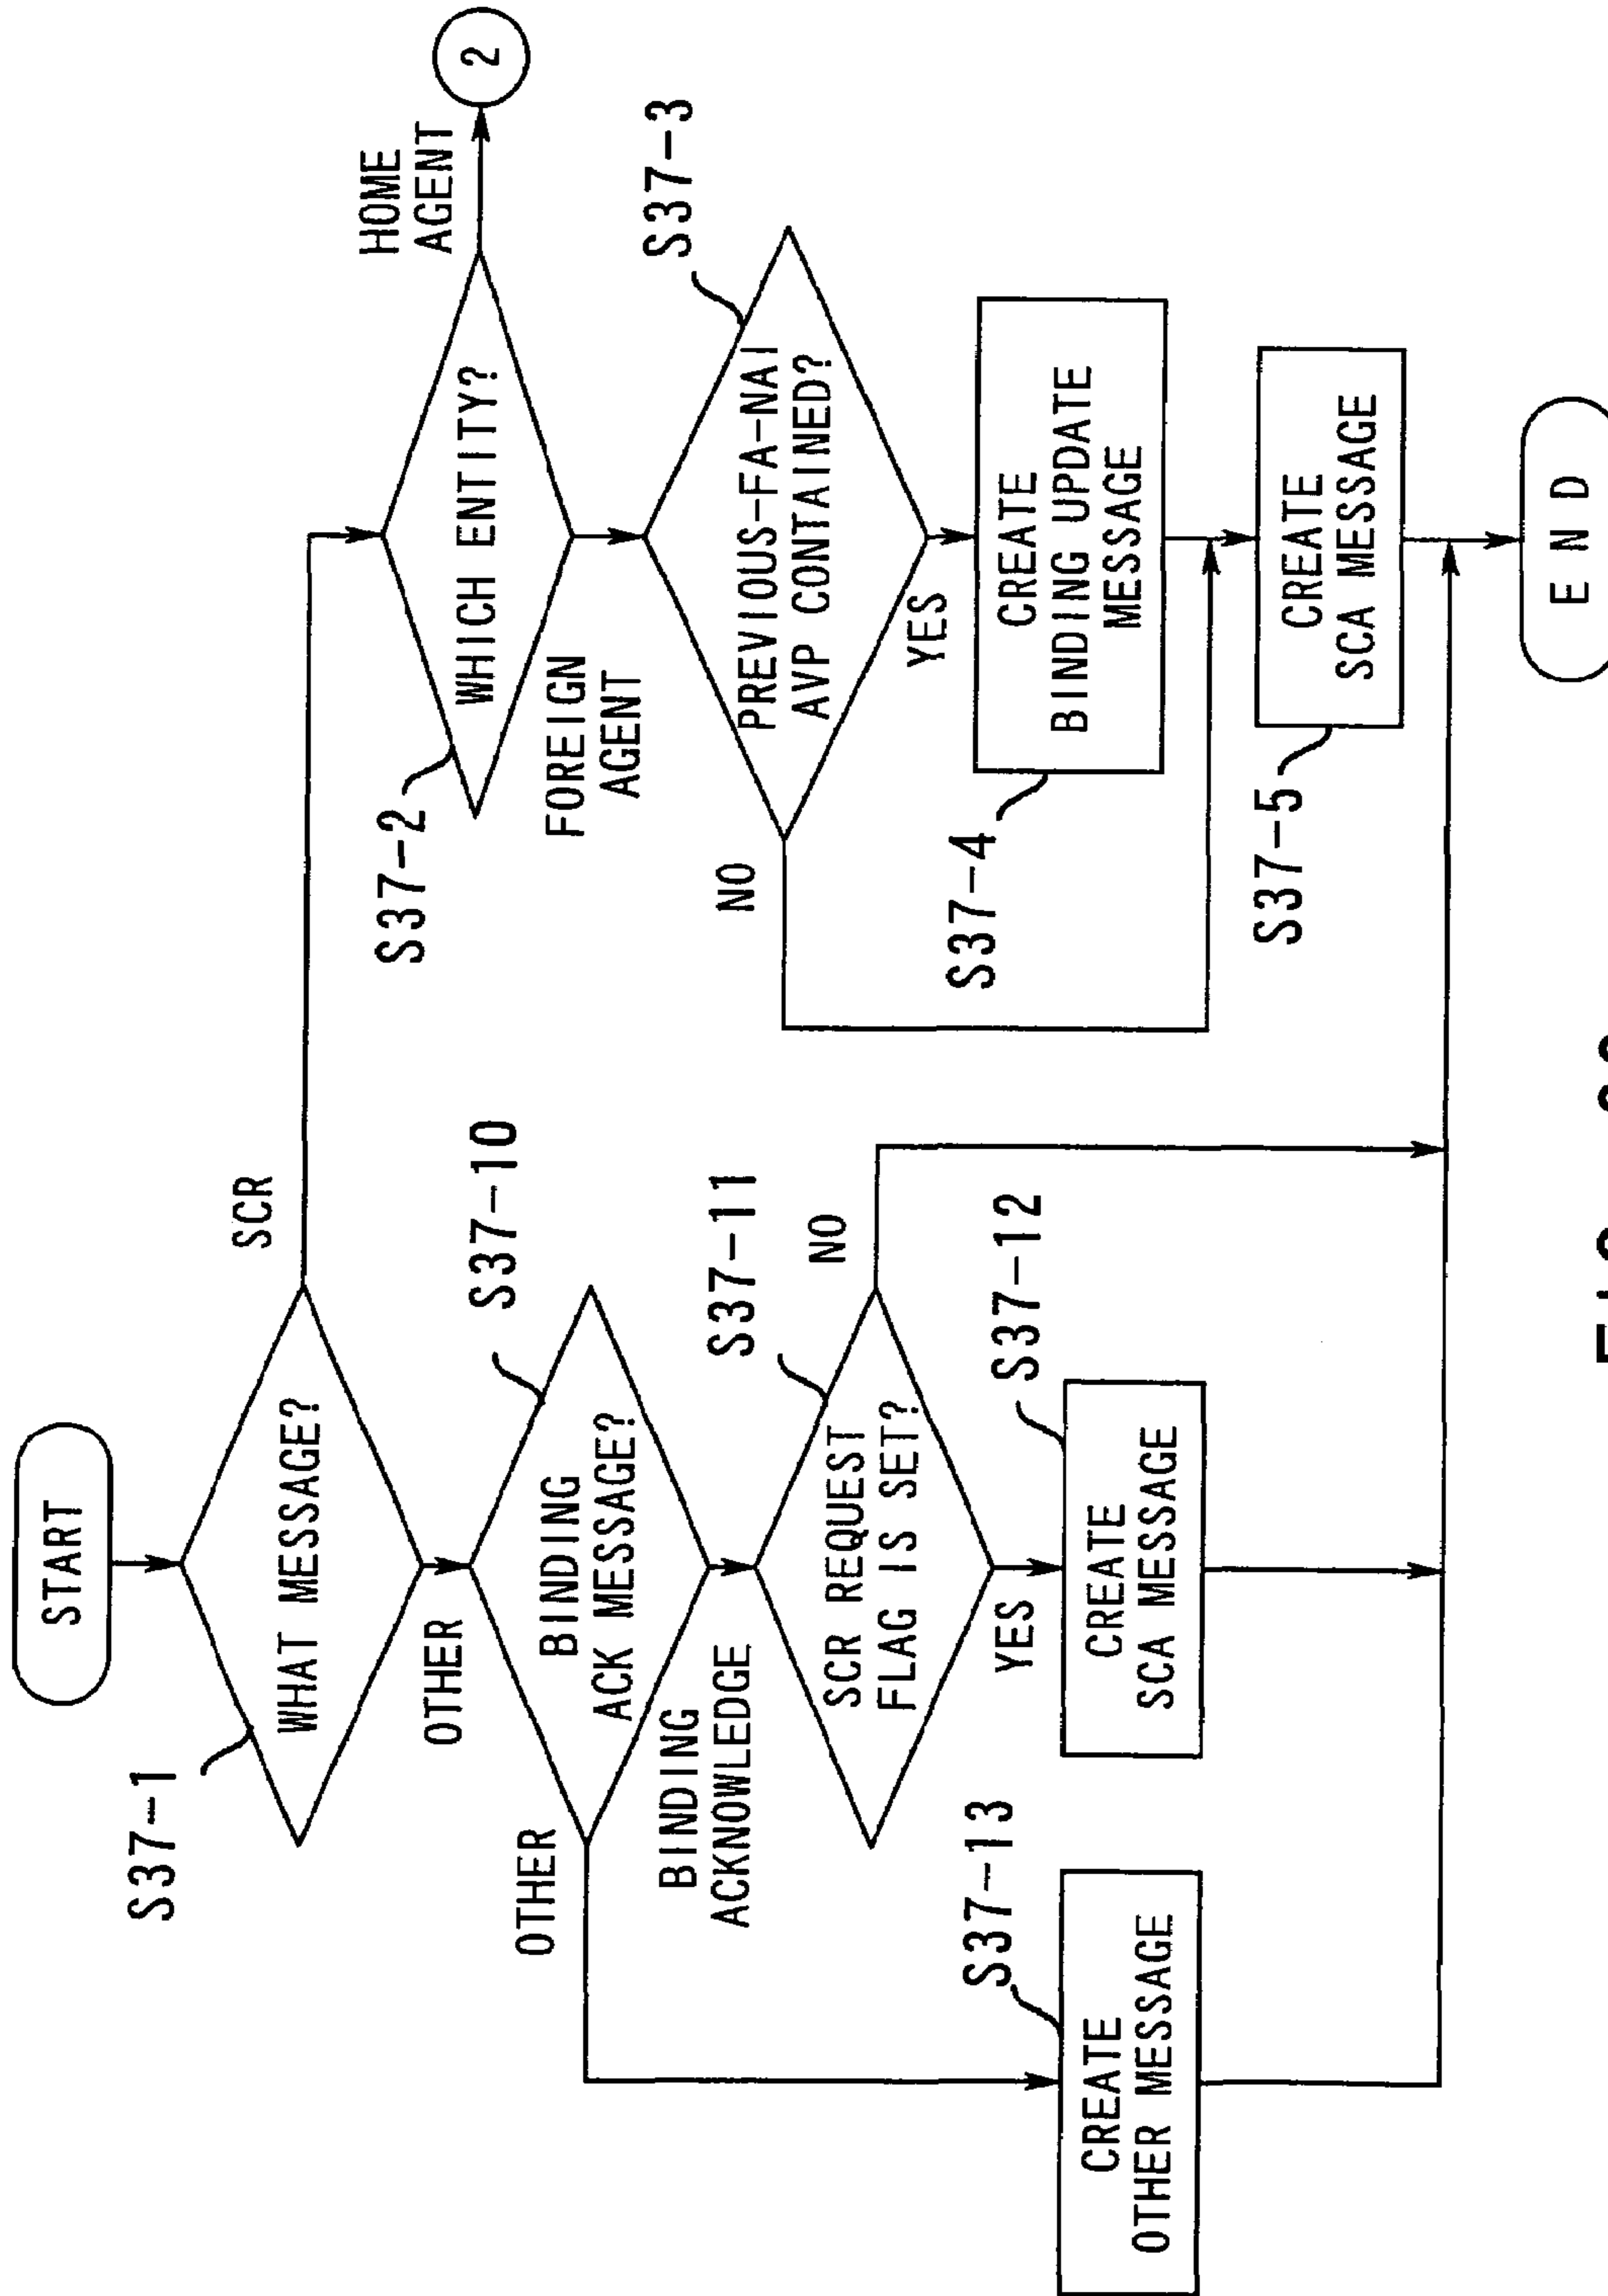 START
S37-1
WHAT MESSAGE?
SCR
OTHER
S37-2
WHICH ENTITY?
HOME
AGENT
2
FOREIGN
AGENT
S37-10
BINDING
ACK MESSAGE?
OTHER
BINDING
ACKNOWLEDGE
S37-3
PREVIOUS-FA-NAI
AVP CONTAINED?
NO
YES
S37-11
SCR REQUEST
FLAG IS SET?
NO
YES
S37-4
CREATE
BINDING UPDATE
MESSAGE
S37-13
CREATE
OTHER MESSAGE
S37-12
CREATE
SCA MESSAGE
S37-5
CREATE
SCA MESSAGE
END